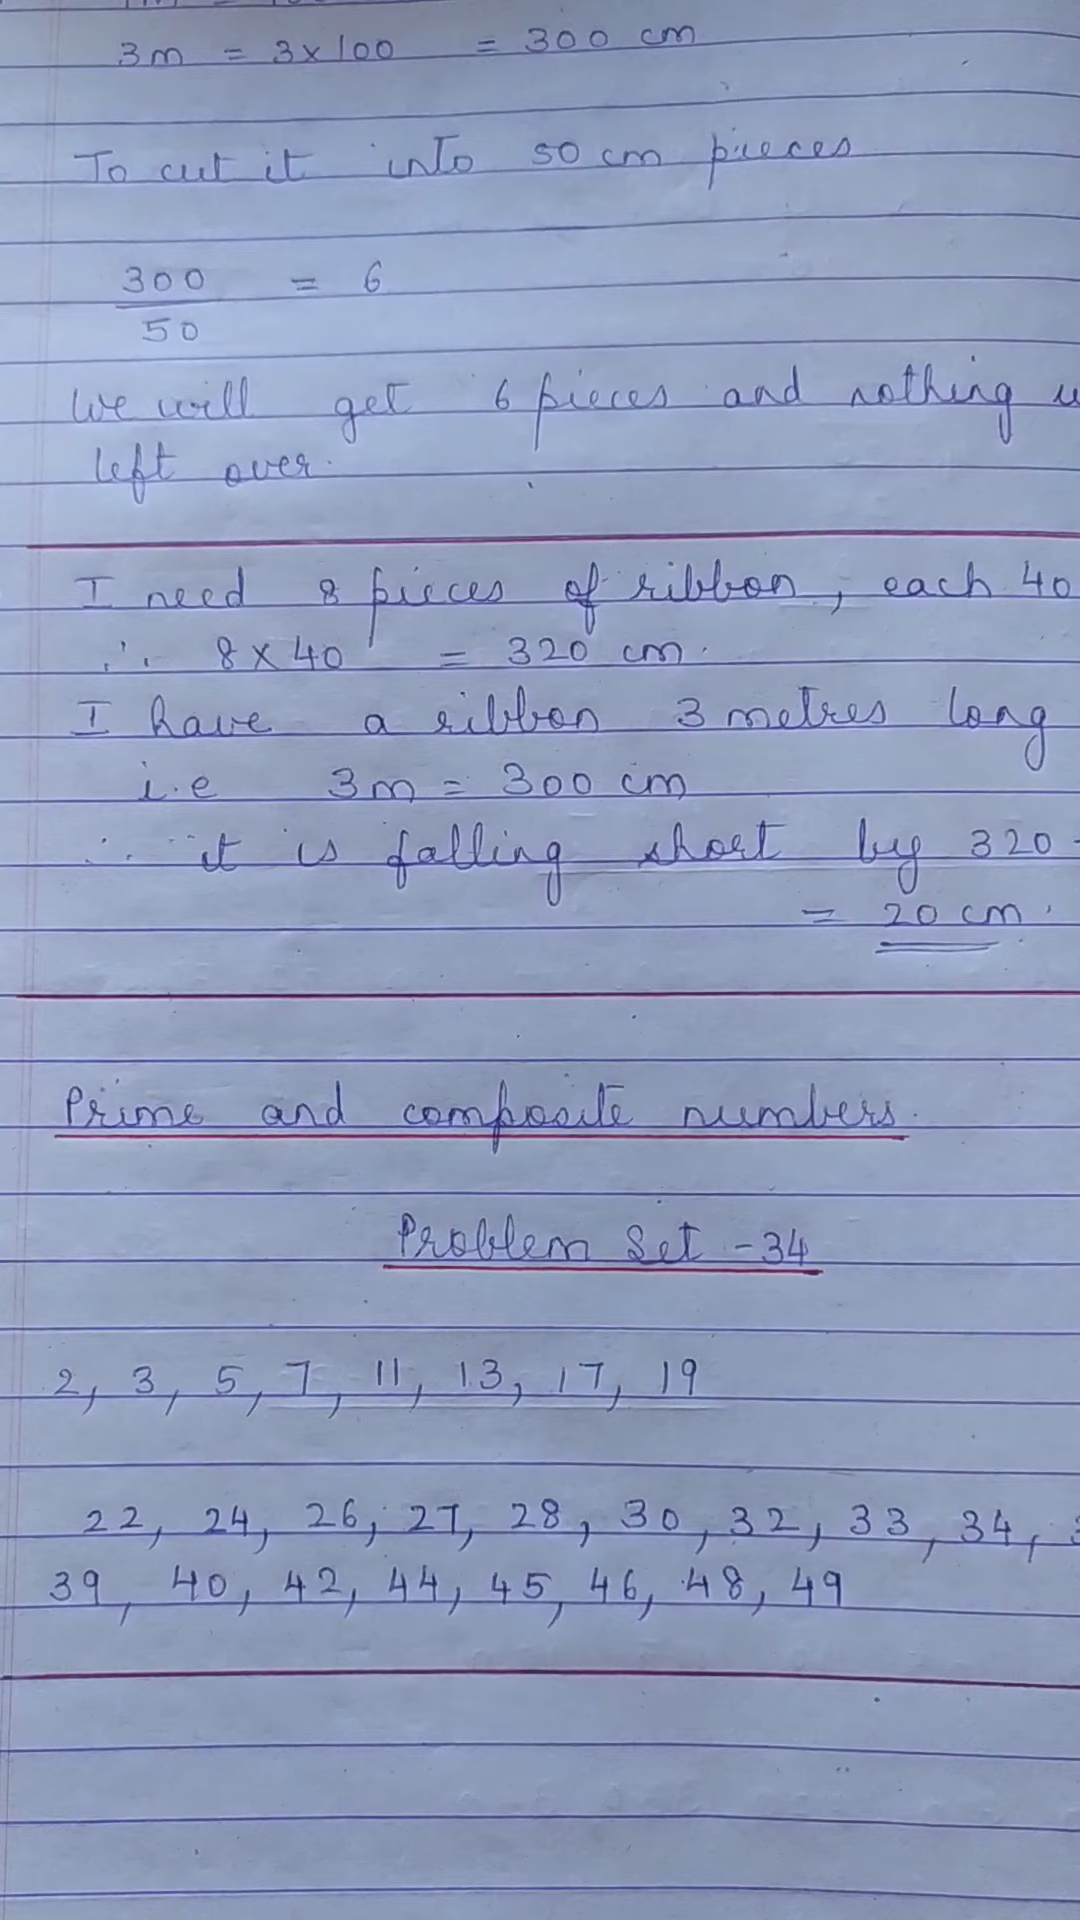 3m = 3×100 = 300 cm
To cut it into 50 cm pieces
300/50 = 6
We will get 6 pieces and nothing
left over.
I need 8 pieces of ribbon, each 40
∴ 8×40 = 320 cm.
I have a ribbon 3 metres long
i.e 3m = 300 cm
∴ it is falling short by 320
= 20 cm.
Prime and composite numbers.
Problem Set -34
2, 3, 5, 7, 11, 13, 17, 19
22, 24, 26, 27, 28, 30, 32, 33, 34,
39, 40, 42, 44, 45, 46, 48, 49